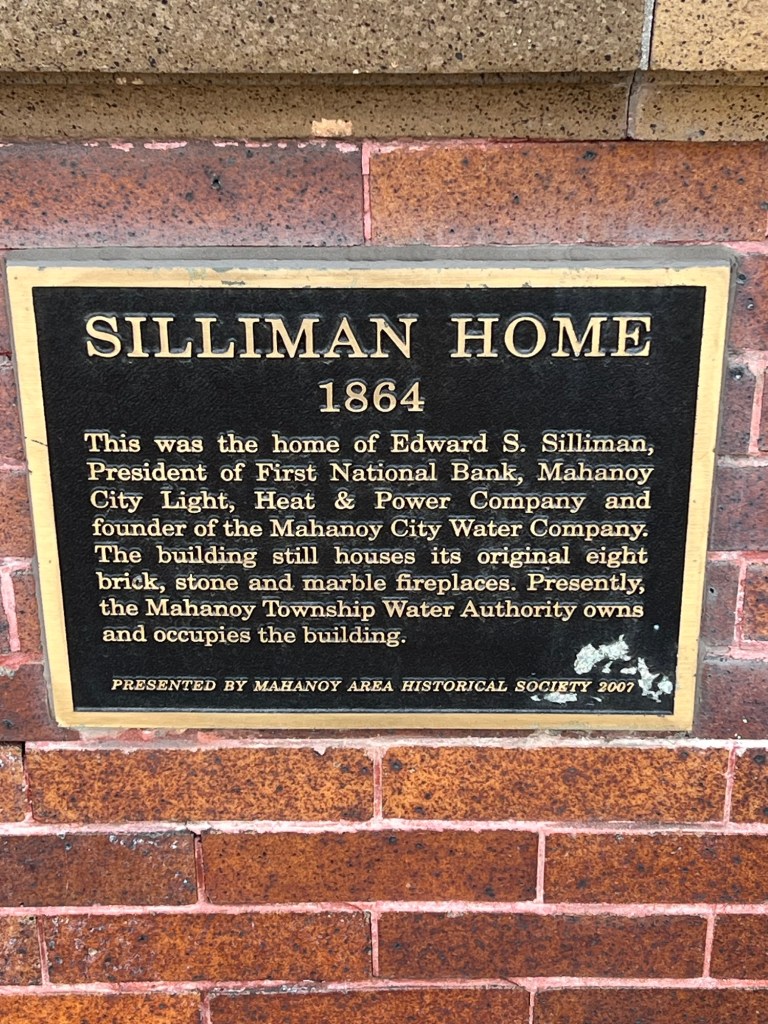 SILLIMAN HOME
1864
This was the home of Edward S. Silliman,
President of First National Bank, Mahanoy
City Light, Heat & Power Company and
founder of the Mahanoy City Water Company.
The building still houses its original eight
brick, stone and marble fireplaces. Presently,
the Mahanoy Township Water Authority owns
and occupies the building.
PRESENTED BY MAHANOY AREA HISTORICAL SOCIETY 2007